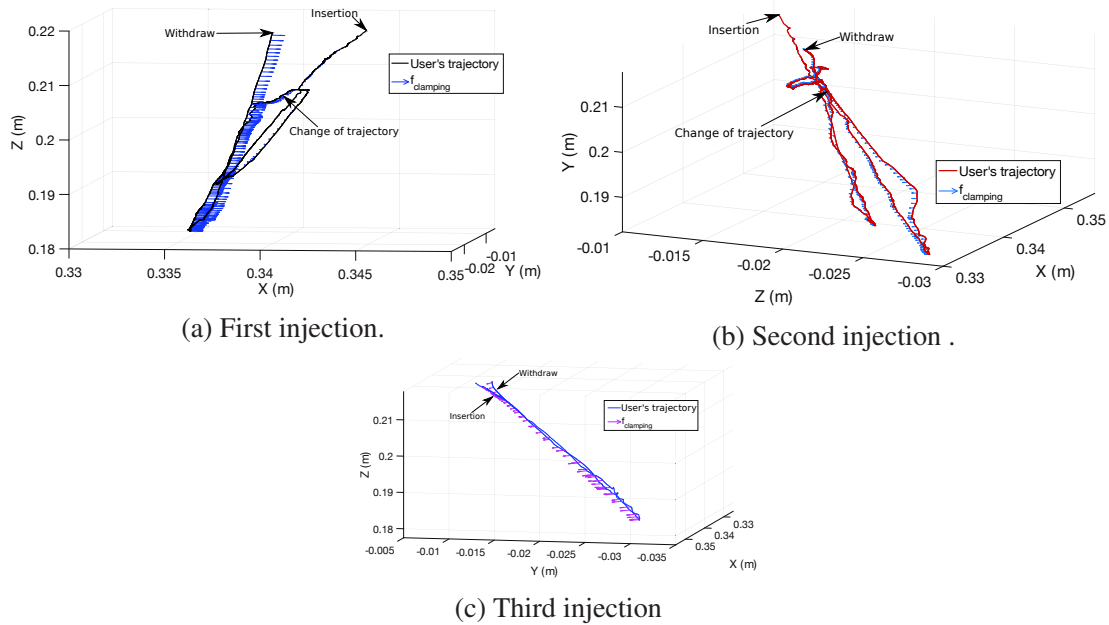 Insertion
Withdraw
User's trajectory
f clamping
Change of trajectory
0.22
0.21
0.2
0.19
0.18
Z (m)
0.33
0.335
0.34
0.345
0.35
X (m)
-0.01
-0.02
Y (m)
(a) First injection.
Insertion
Withdraw
Change of trajectory
User's trajectory
f clamping
0.21
0.2
0.19
Y (m)
-0.01
-0.015
-0.02
-0.025
-0.03
Z (m)
0.33
0.34
0.35
X (m)
(b) Second injection .
Withdraw
Insertion
User's trajectory
f clamping
0.21
0.2
0.19
0.18
Z (m)
-0.005
-0.01
-0.015
-0.02
-0.025
-0.03
-0.035
Y (m)
0.35
0.34
0.33
X (m)
(c) Third injection